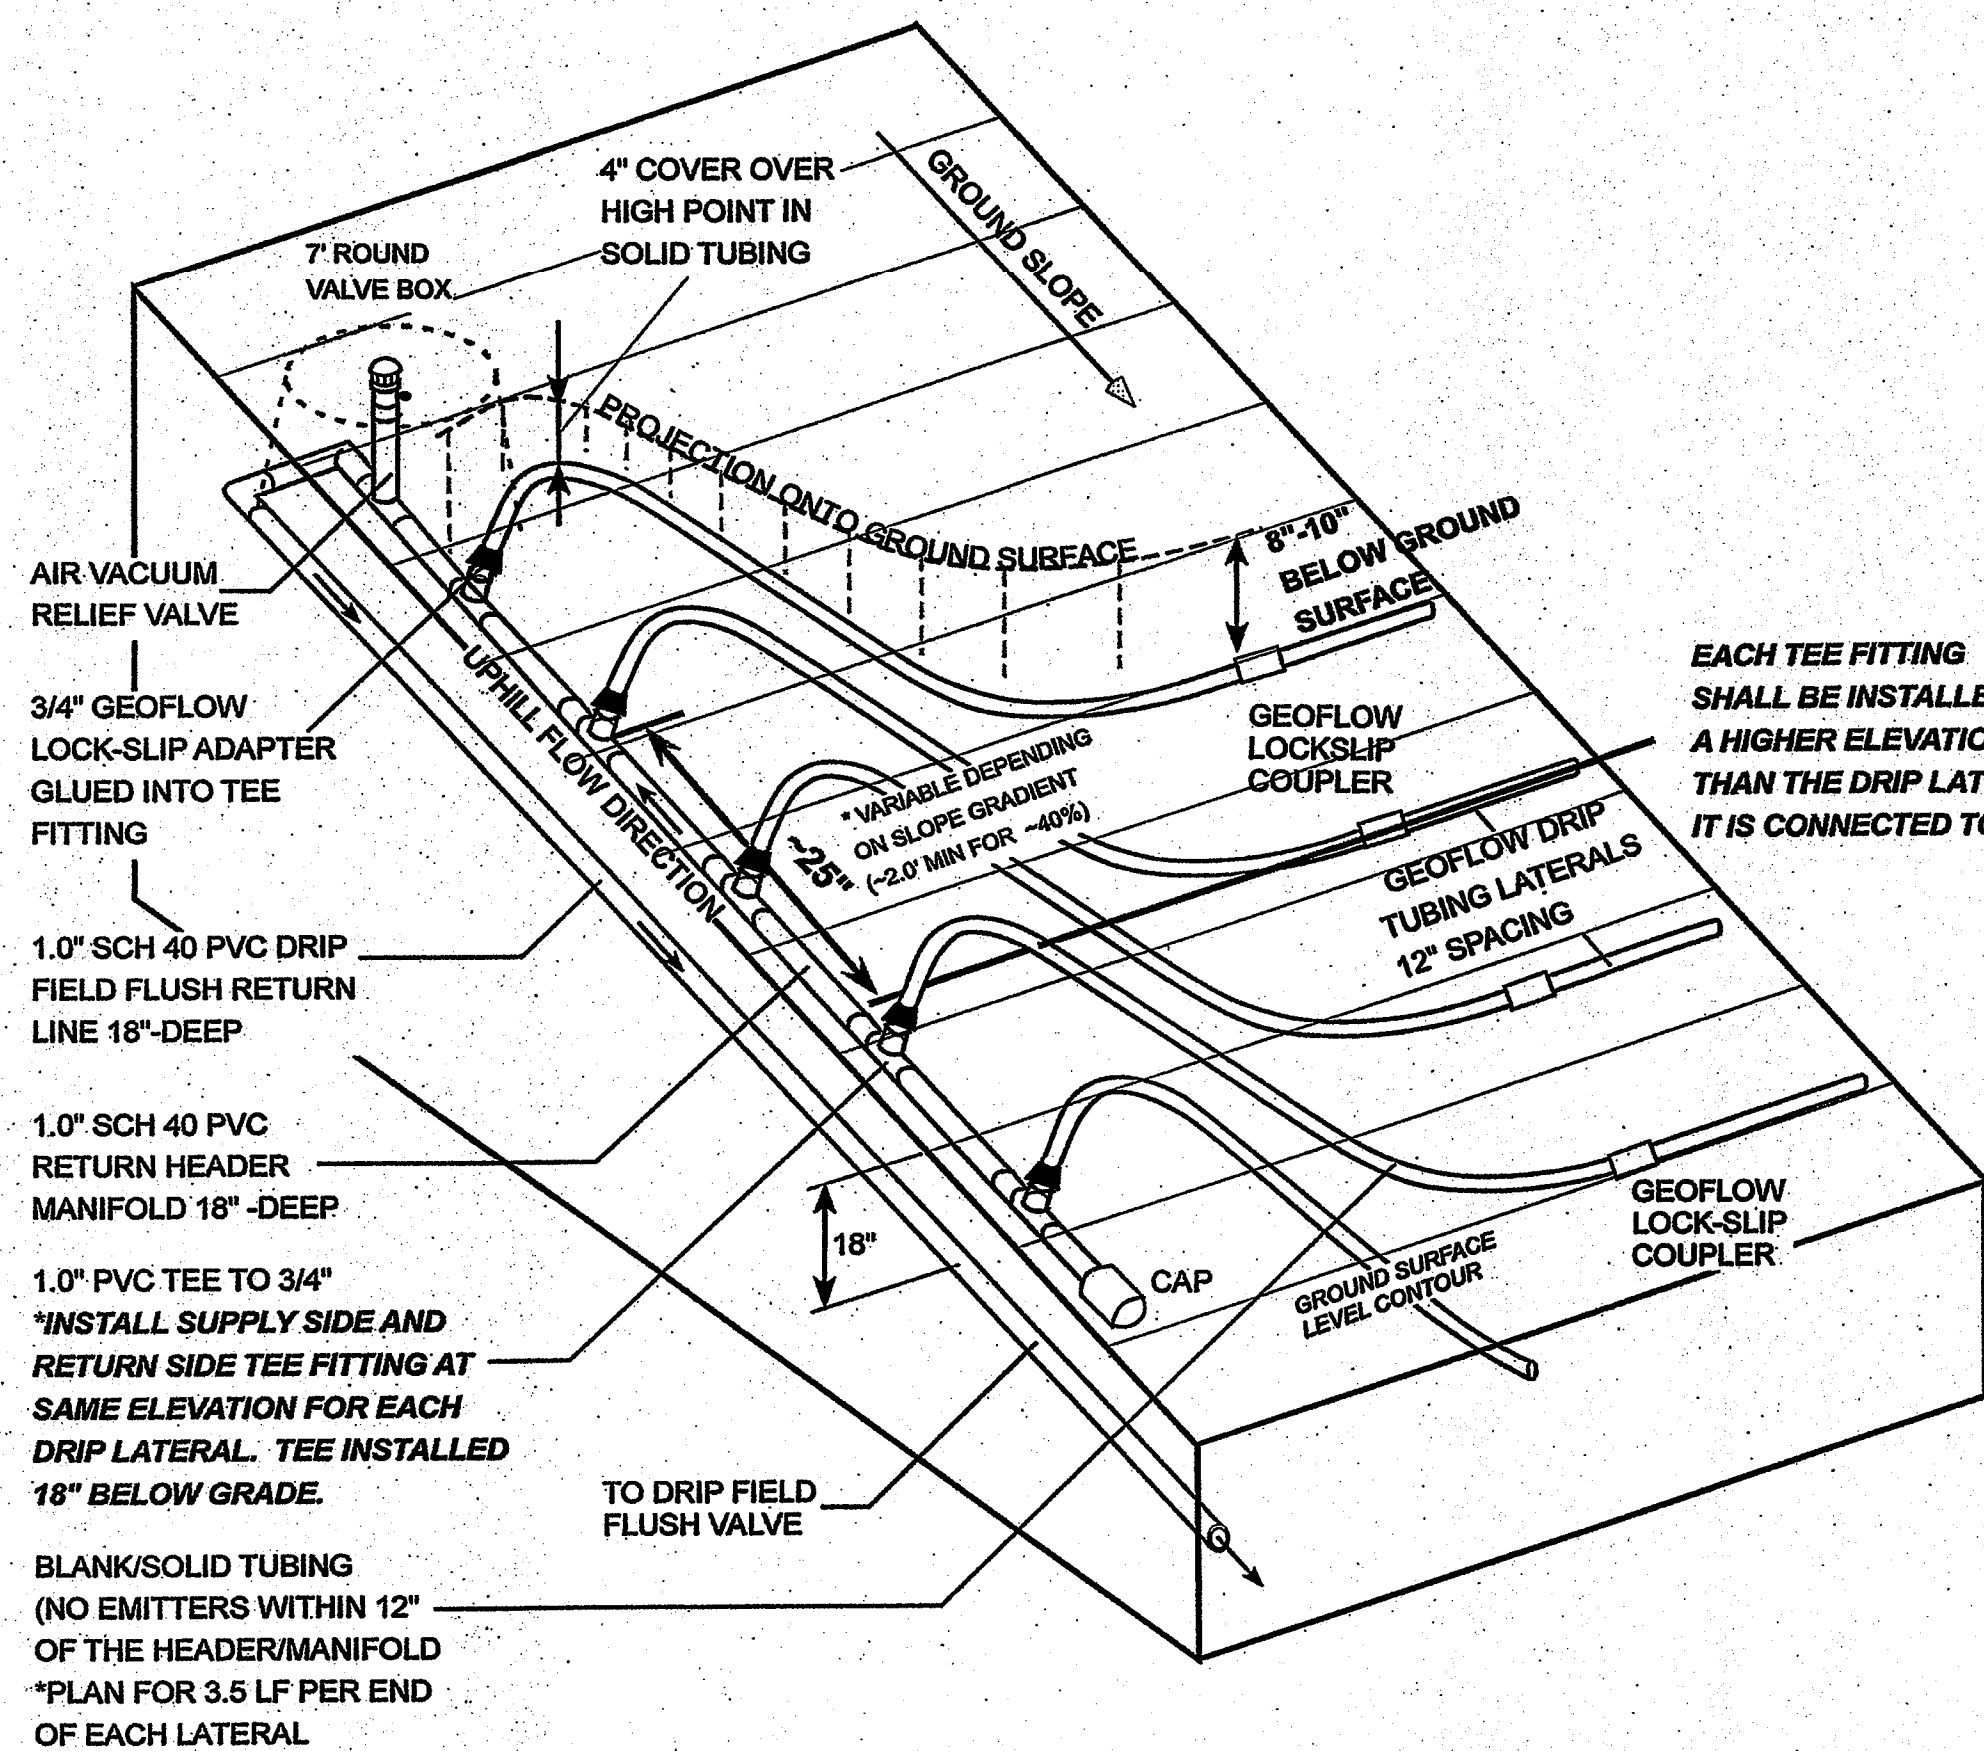 4" COVER OVER
HIGH POINT IN
SOLID TUBING
7' ROUND
VALVE BOX
GROUND SLOPE
PROJECTION ONTO GROUND SURFACE
8"-10"
BELOW GROUND
SURFACE
AIR VACUUM
RELIEF VALVE
3/4" GEOFLOW
LOCK-SLIP ADAPTER
GLUED INTO TEE
FITTING
UPHILL FLOW DIRECTION
EACH TEE FITTING
SHALL BE INSTALLE
A HIGHER ELEVATIO
THAN THE DRIP LAT
IT IS CONNECTED TO
GEOFLOW
LOCKSLIP
COUPLER
* VARIABLE DEPENDING
ON SLOPE GRADIENT
(~2.0' MIN FOR ~40%)
~25"
GEOFLOW DRIP
TUBING LATERALS
12" SPACING
1.0" SCH 40 PVC DRIP
FIELD FLUSH RETURN
LINE 18"-DEEP
1.0" SCH 40 PVC
RETURN HEADER
MANIFOLD 18" -DEEP
18"
CAP
GEOFLOW
LOCK-SLIP
COUPLER
GROUND SURFACE
LEVEL CONTOUR
1.0" PVC TEE TO 3/4"
*INSTALL SUPPLY SIDE AND
RETURN SIDE TEE FITTING AT
SAME ELEVATION FOR EACH
DRIP LATERAL. TEE INSTALLED
18" BELOW GRADE.
TO DRIP FIELD
FLUSH VALVE
BLANK/SOLID TUBING
(NO EMITTERS WITHIN 12"
OF THE HEADER/MANIFOLD
*PLAN FOR 3.5 LF PER END
OF EACH LATERAL